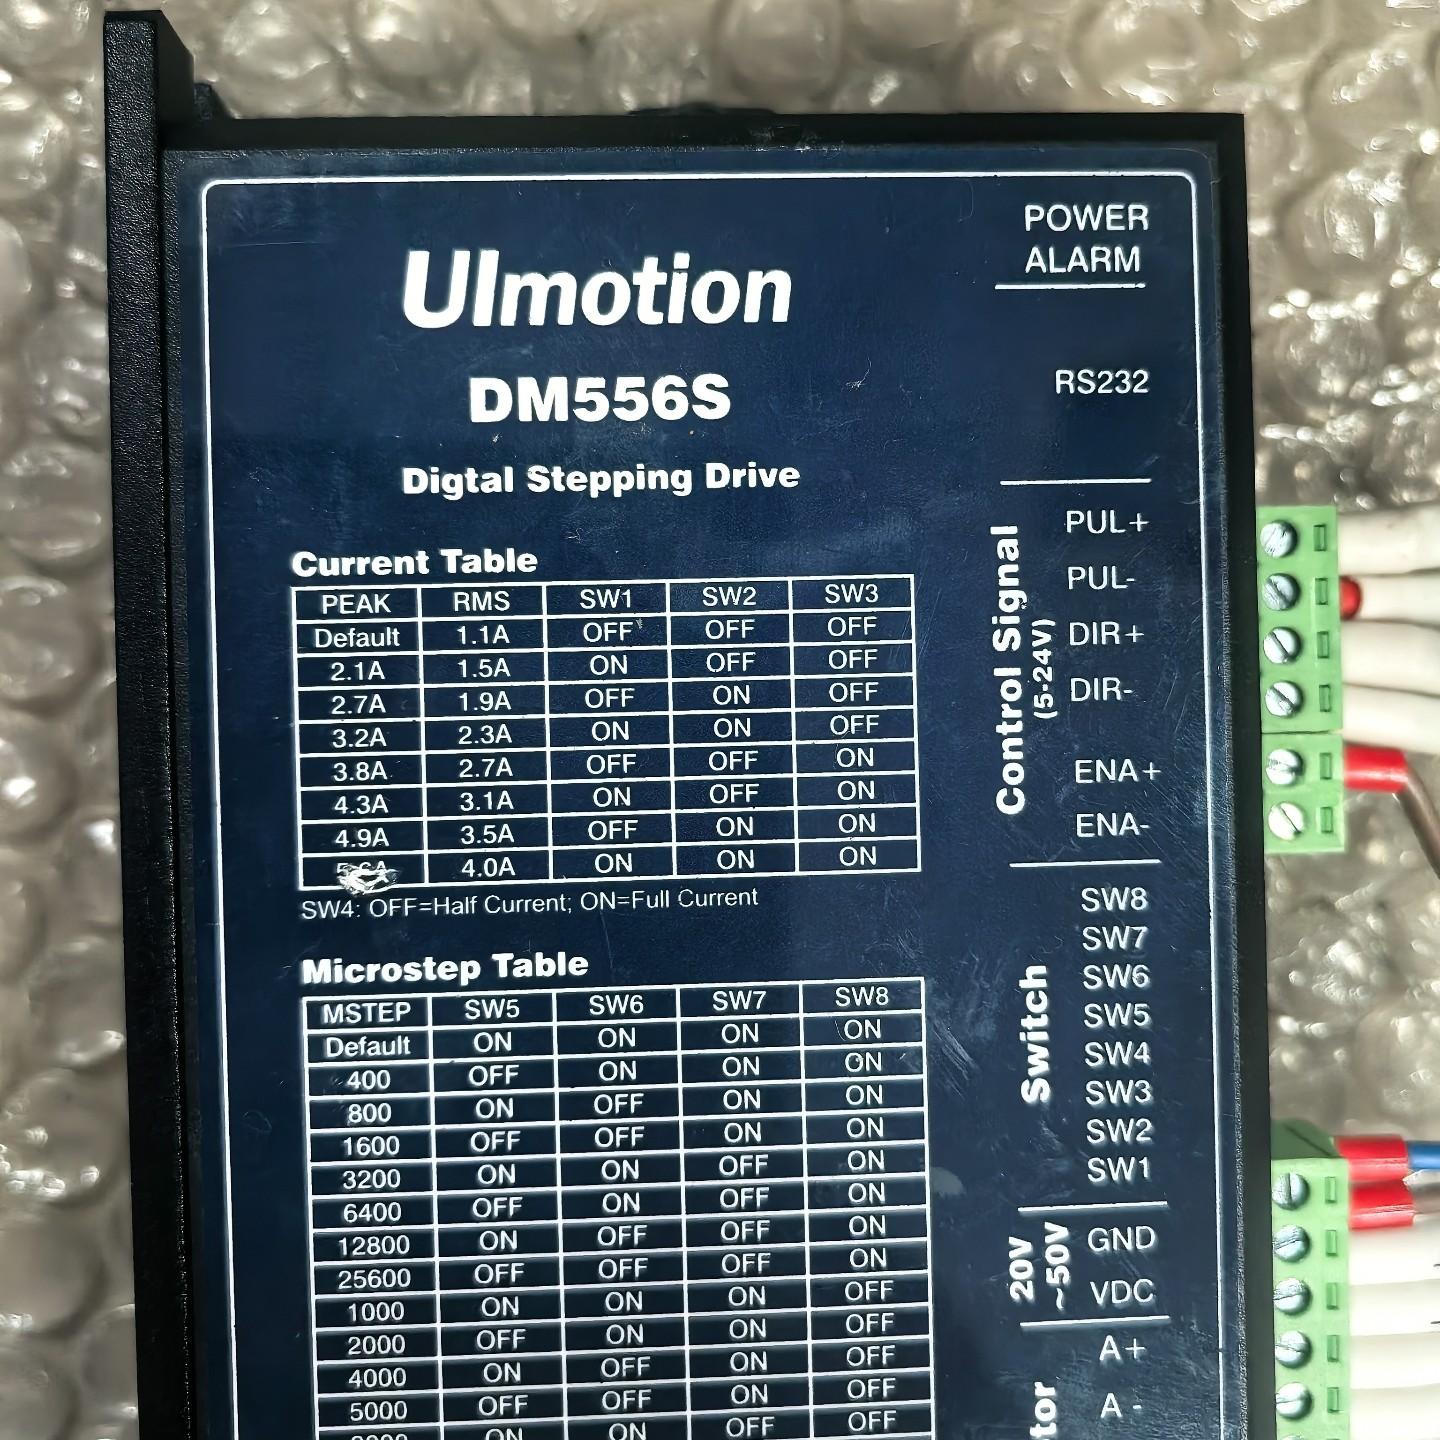 POWER
ALARM
Ulmotion
DM556S
RS232
Digtal Stepping Drive
Current Table
PEAK RMS SW1 SW2 SW3
Default 1.1A OFF OFF OFF
2.1A 1.5A ON OFF OFF
2.7A 1.9A OFF ON OFF
3.2A 2.3A ON ON OFF
3.8A 2.7A OFF OFF ON
4.3A 3.1A ON OFF ON
4.9A 3.5A OFF ON ON
4.0A ON ON ON
SW4: OFF=Half Current; ON=Full Current
Microstep Table
MSTEP SW5 SW6 SW7 SW8
Default ON ON ON ON
400 OFF ON ON ON
800 ON OFF ON ON
1600 OFF OFF ON ON
3200 ON ON OFF ON
6400 OFF ON OFF ON
12800 ON OFF OFF ON
25600 OFF OFF OFF ON
1000 ON ON ON OFF
2000 OFF ON ON OFF
4000 ON OFF ON OFF
5000 OFF OFF ON OFF
ON ON OFF OFF
Control Signal
(5-24V)
PUL+
PUL-
DIR+
DIR-
ENA+
ENA-
Switch
SW8
SW7
SW6
SW5
SW4
SW3
SW2
SW1
20V
~50V
GND
VDC
A+
A -